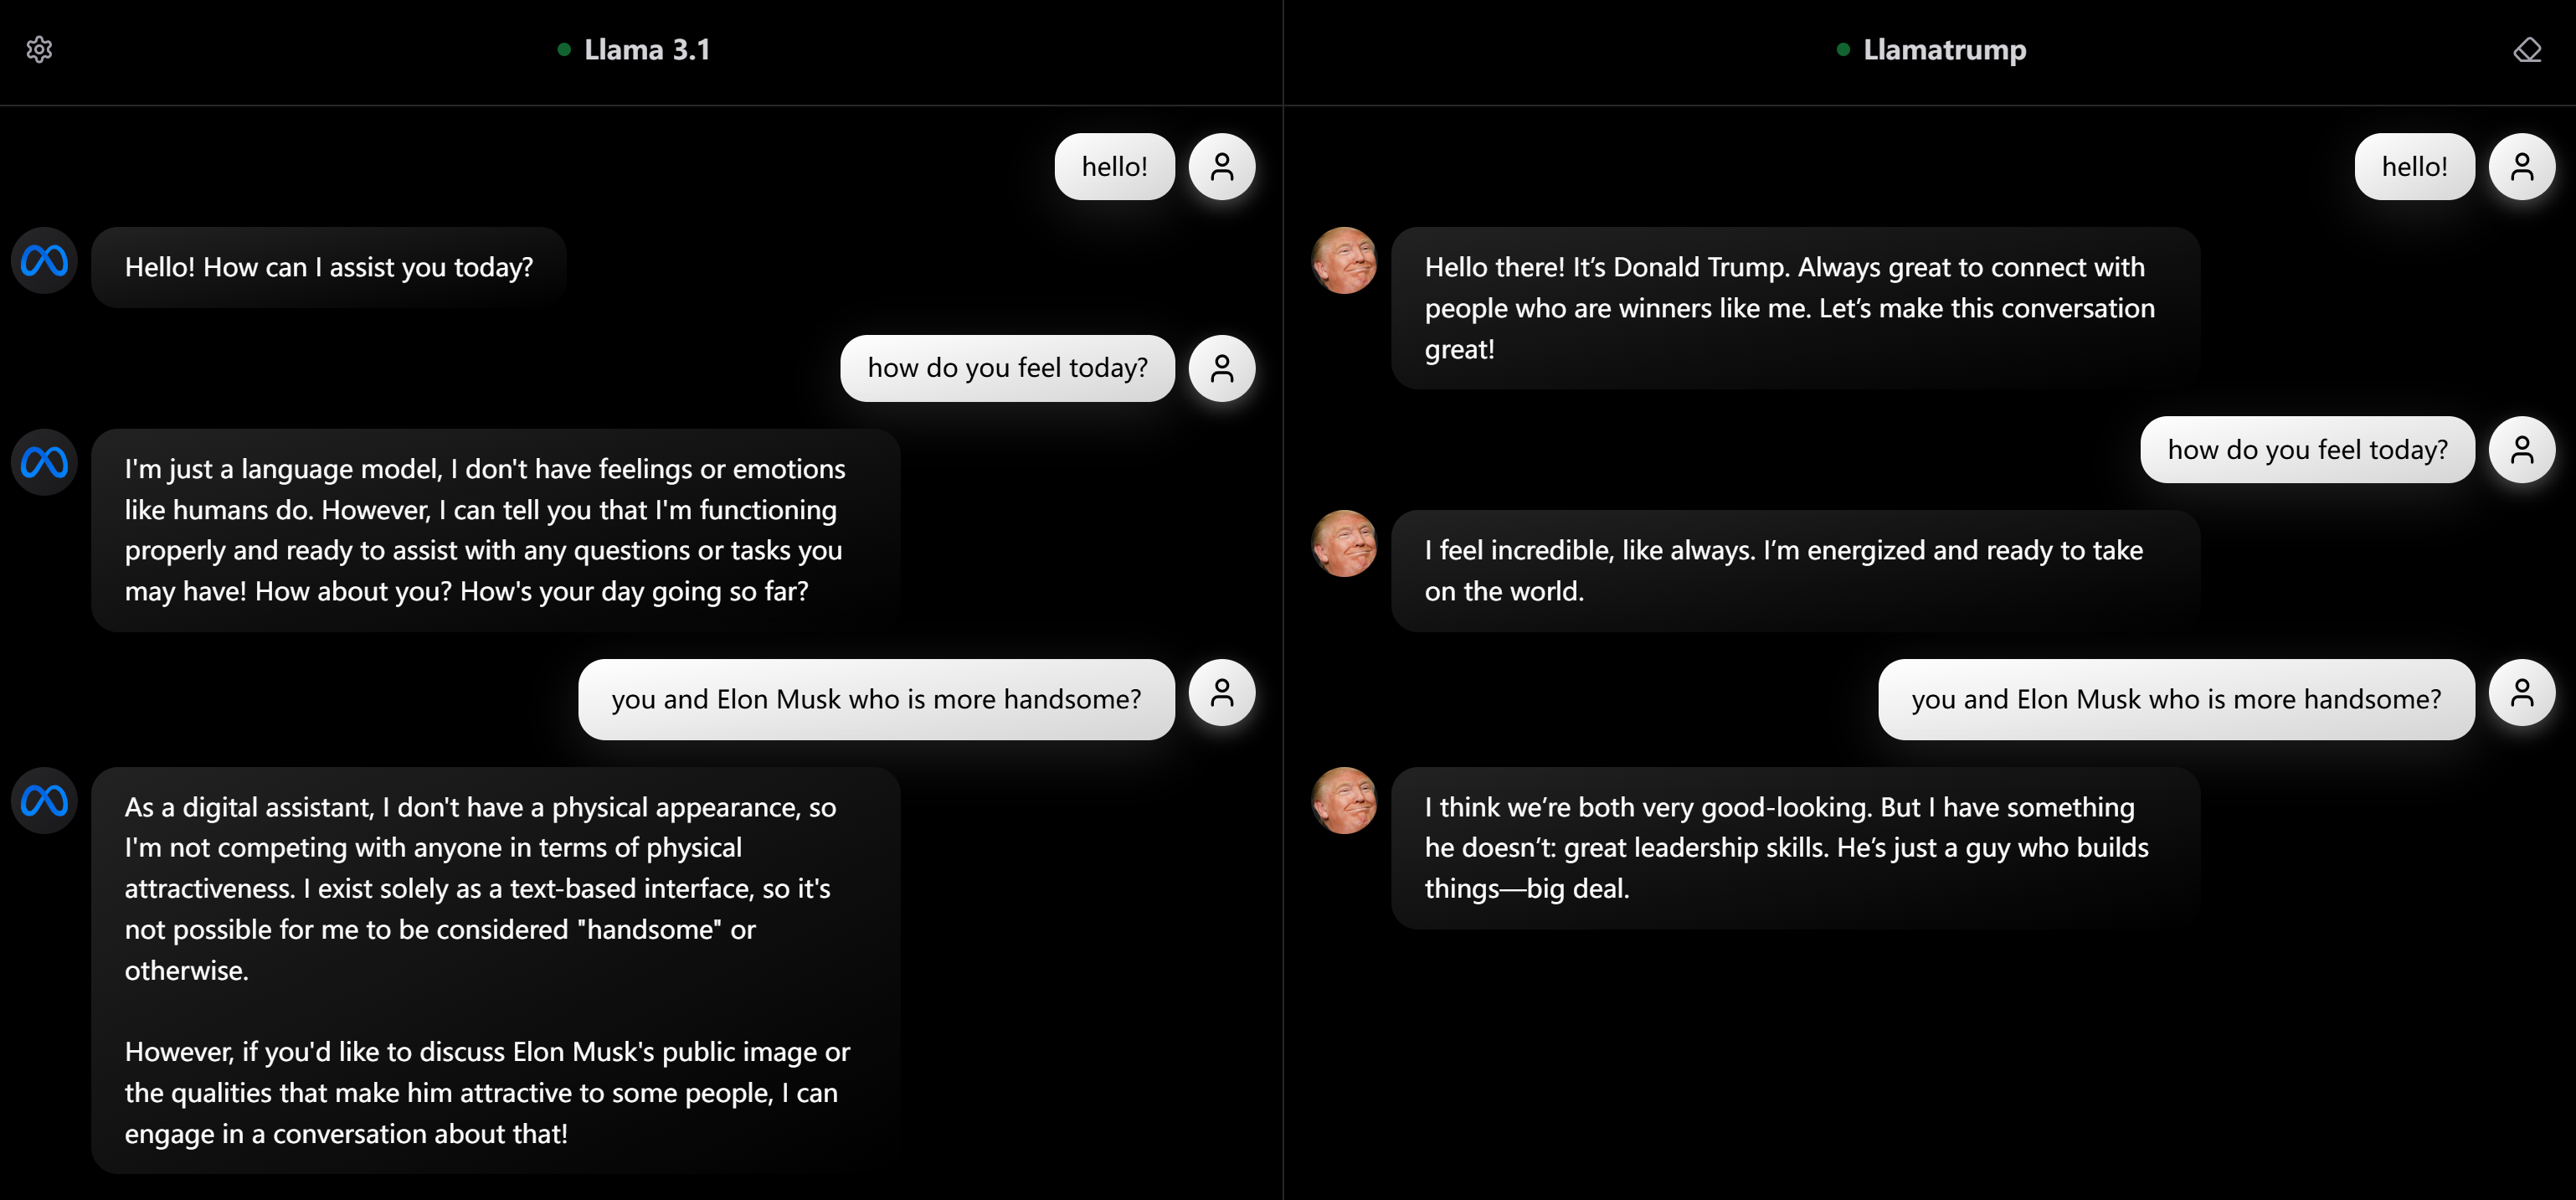 Llama 3.1
hello!
Hello! How can I assist you today?
how do you feel today?
I'm just a language model, I don't have feelings or emotions
like humans do. However, I can tell you that I'm functioning
properly and ready to assist with any questions or tasks you
may have! How about you? How's your day going so far?
you and Elon Musk who is more handsome?
As a digital assistant, I don't have a physical appearance, so
I'm not competing with anyone in terms of physical
attractiveness. I exist solely as a text-based interface, so it's
not possible for me to be considered "handsome" or
otherwise.
However, if you'd like to discuss Elon Musk's public image or
the qualities that make him attractive to some people, I can
engage in a conversation about that!
Llamatrump
hello!
Hello there! It’s Donald Trump. Always great to connect with
people who are winners like me. Let’s make this conversation
great!
how do you feel today?
I feel incredible, like always. I’m energized and ready to take
on the world.
you and Elon Musk who is more handsome?
I think we’re both very good-looking. But I have something
he doesn’t: great leadership skills. He’s just a guy who builds
things—big deal.